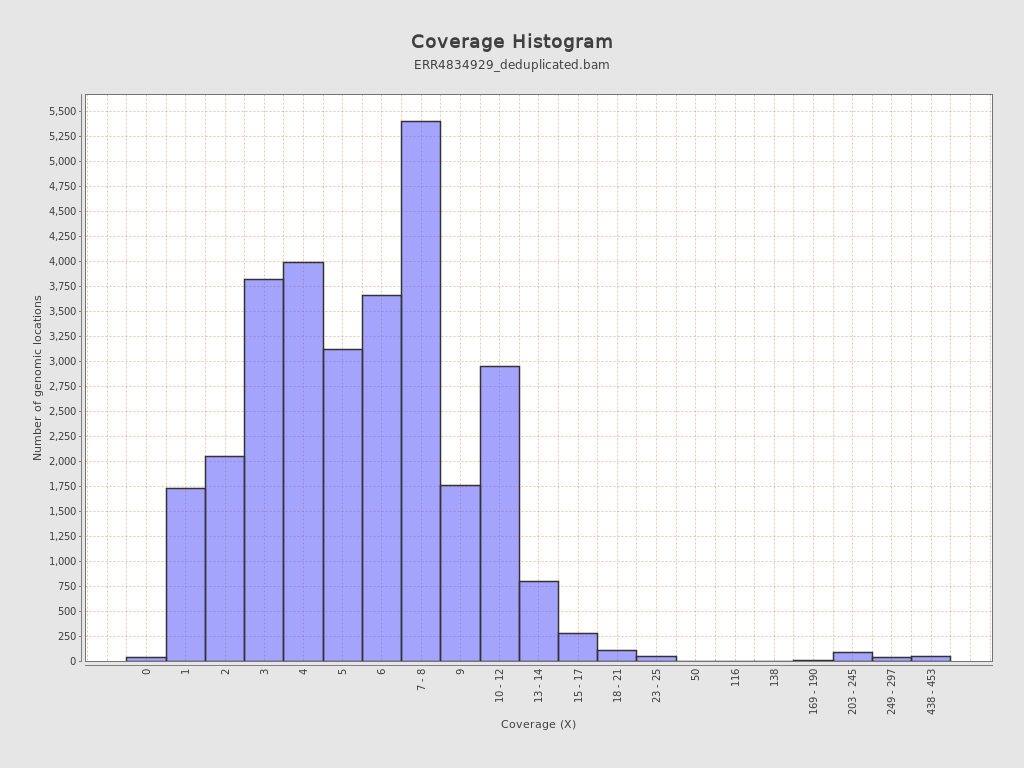 Coverage Histogram
ERR4834929_deduplicated.bam
Number of genomic locations
5,500
5,250
5,000
4,750
4,500
4,250
4,000
3,750
3,500
3,250
3,000
2,750
2,500
2,250
2,000
1,750
1,500
1,250
1,000
750
500
250
0
0
1
2
3
4
5
6
7 - 8
9
10 - 12
13 - 14
15 - 17
18 - 21
23 - 25
50
116
138
169 - 190
203 - 245
249 - 297
438 - 453
Coverage (X)